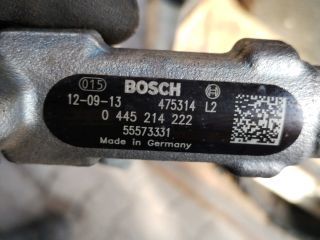 015 BOSCH
12-09-13 475314 L2
0 445 214 222
55573331
Made in Germany